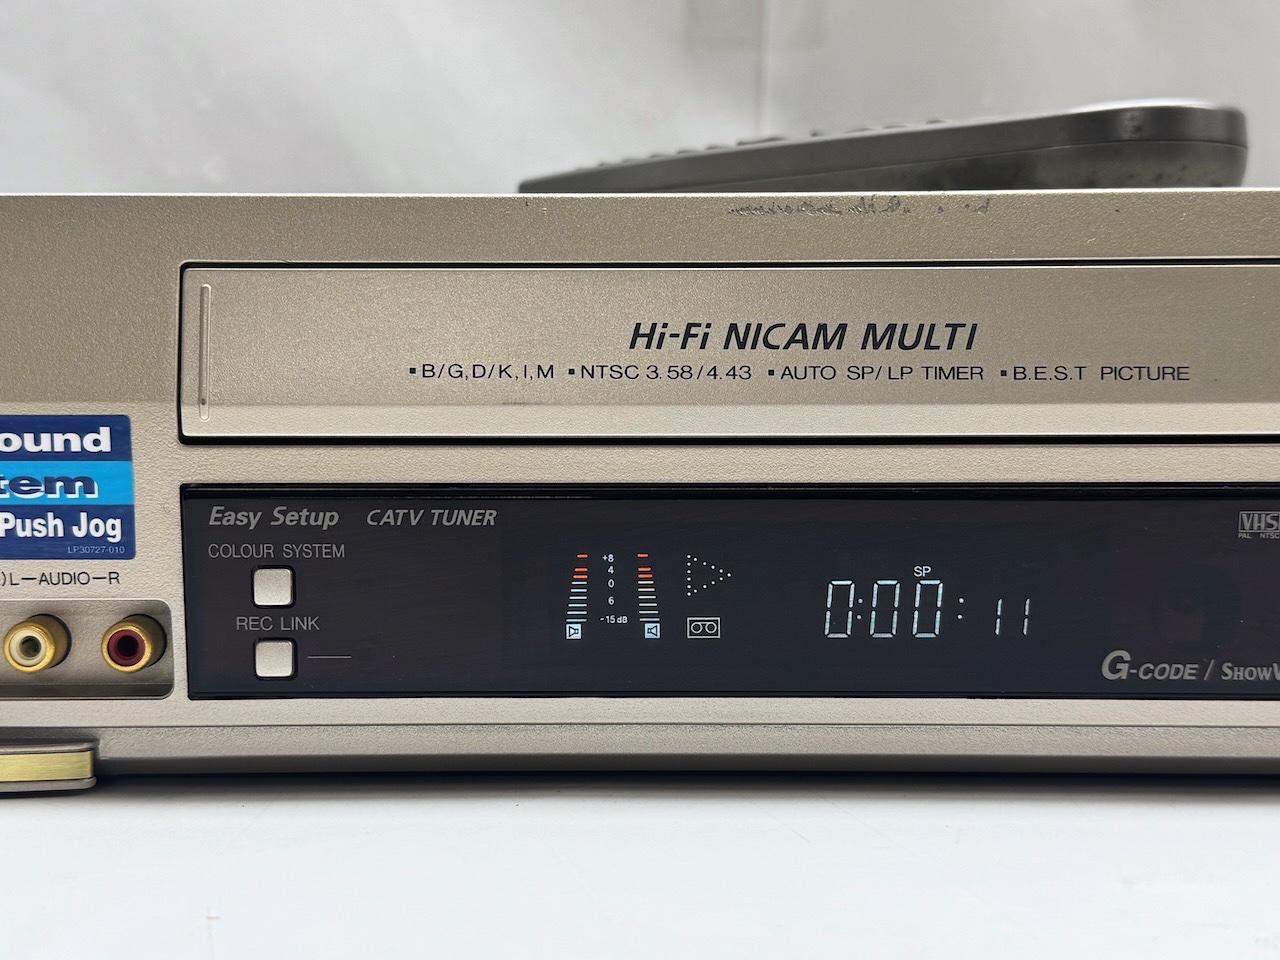 Hi-Fi NICAM MULTI
▪B/G,D/K,I,M ▪NTSC 3.58/4.43 ▪AUTO SP/LP TIMER ▪B.E.S.T PICTURE
ound
tem
Push Jog
LP30727-010
)L-AUDIO-R
Easy Setup CATV TUNER
COLOUR SYSTEM
REC LINK
+8
4
0
6
-15 dB
SP
0:00:11
VHS
PAL NTSC
G-CODE / SHOWV